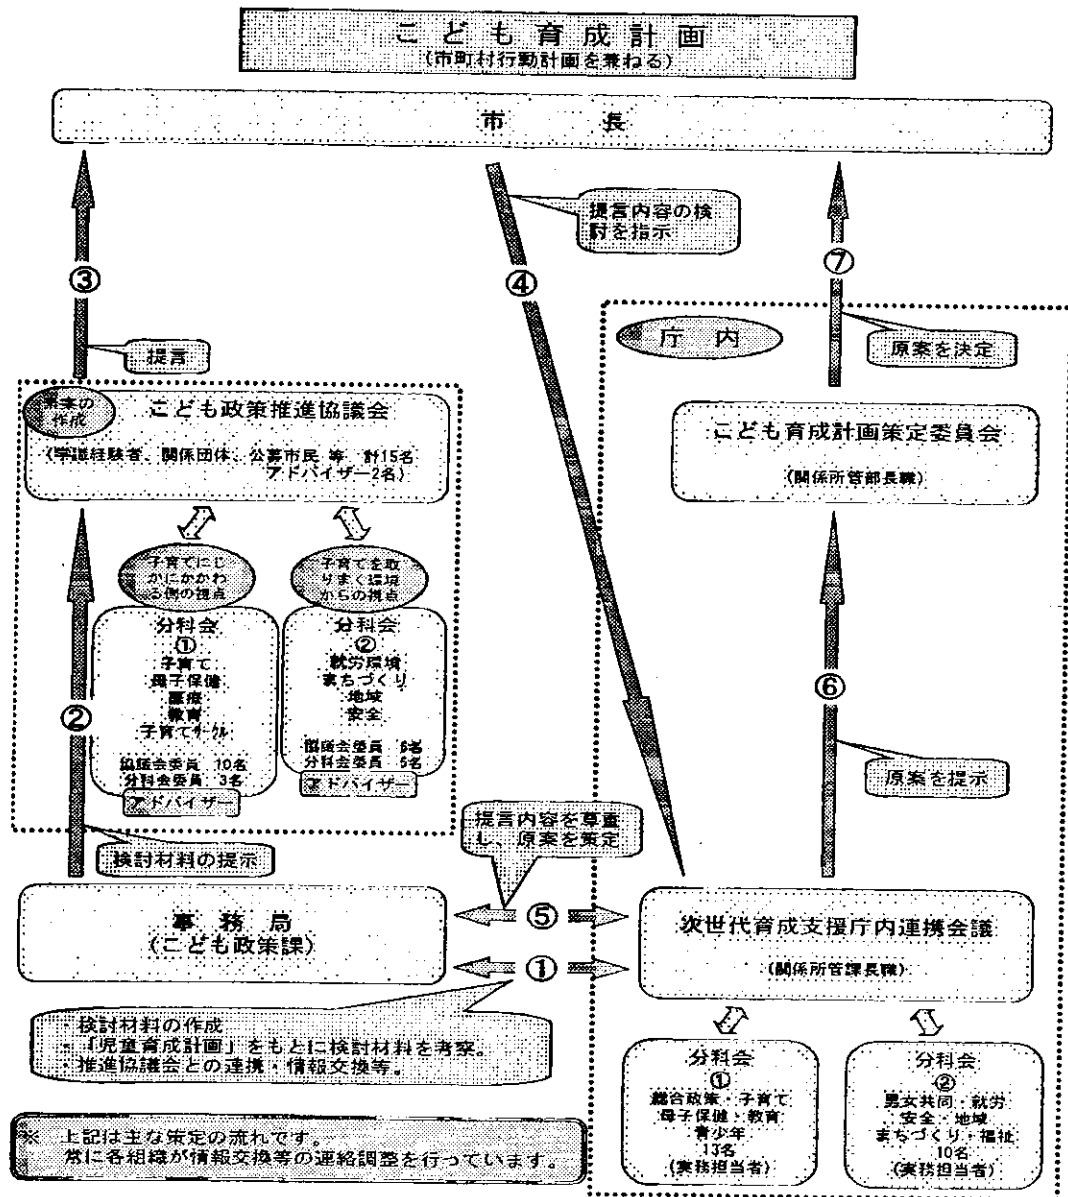 こども育成計画
(市町村行動計画を兼ねる)
市　　　長
提言内容の検
討を指示
③
④
⑦
提言
庁　内
原案を決定
作成
こども政策推進協議会
(学識経験者、関係団体、公募市民 等　計15名
アドバイザー2名)
こども育成計画策定委員会
(関係所管部長職)
子育てにじ
かにかかわ
る側の視点
子育てを取
りまく環境
からの視点
分科会
①
子育て
母子保健
医療
教育
子育てサークル
協議会委員　10名
分科会委員　3名
アドバイザー
分科会
②
就労環境
まちづくり
地域
安全
協議会委員
分科会委員
アドバイザー
②
⑥
原案を提示
検討材料の提示
提言内容を尊重
し、原案を策定
事　務　局
(こども政策課)
⑤
①
次世代育成支援庁内連携会議
(関係所管課長職)
・検討材料の作成
・「児童育成計画」をもとに検討材料を考察。
・推進協議会との連携・情報交換等。
分科会
①
総合政策・子育て
母子保健・教育
青少年
13名
(実務担当者)
分科会
②
男女共同・就労
安全・地域
まちづくり・福祉
10名
(実務担当者)
※　上記は主な策定の流れです。
常に各組織が情報交換等の連絡調整を行っています。